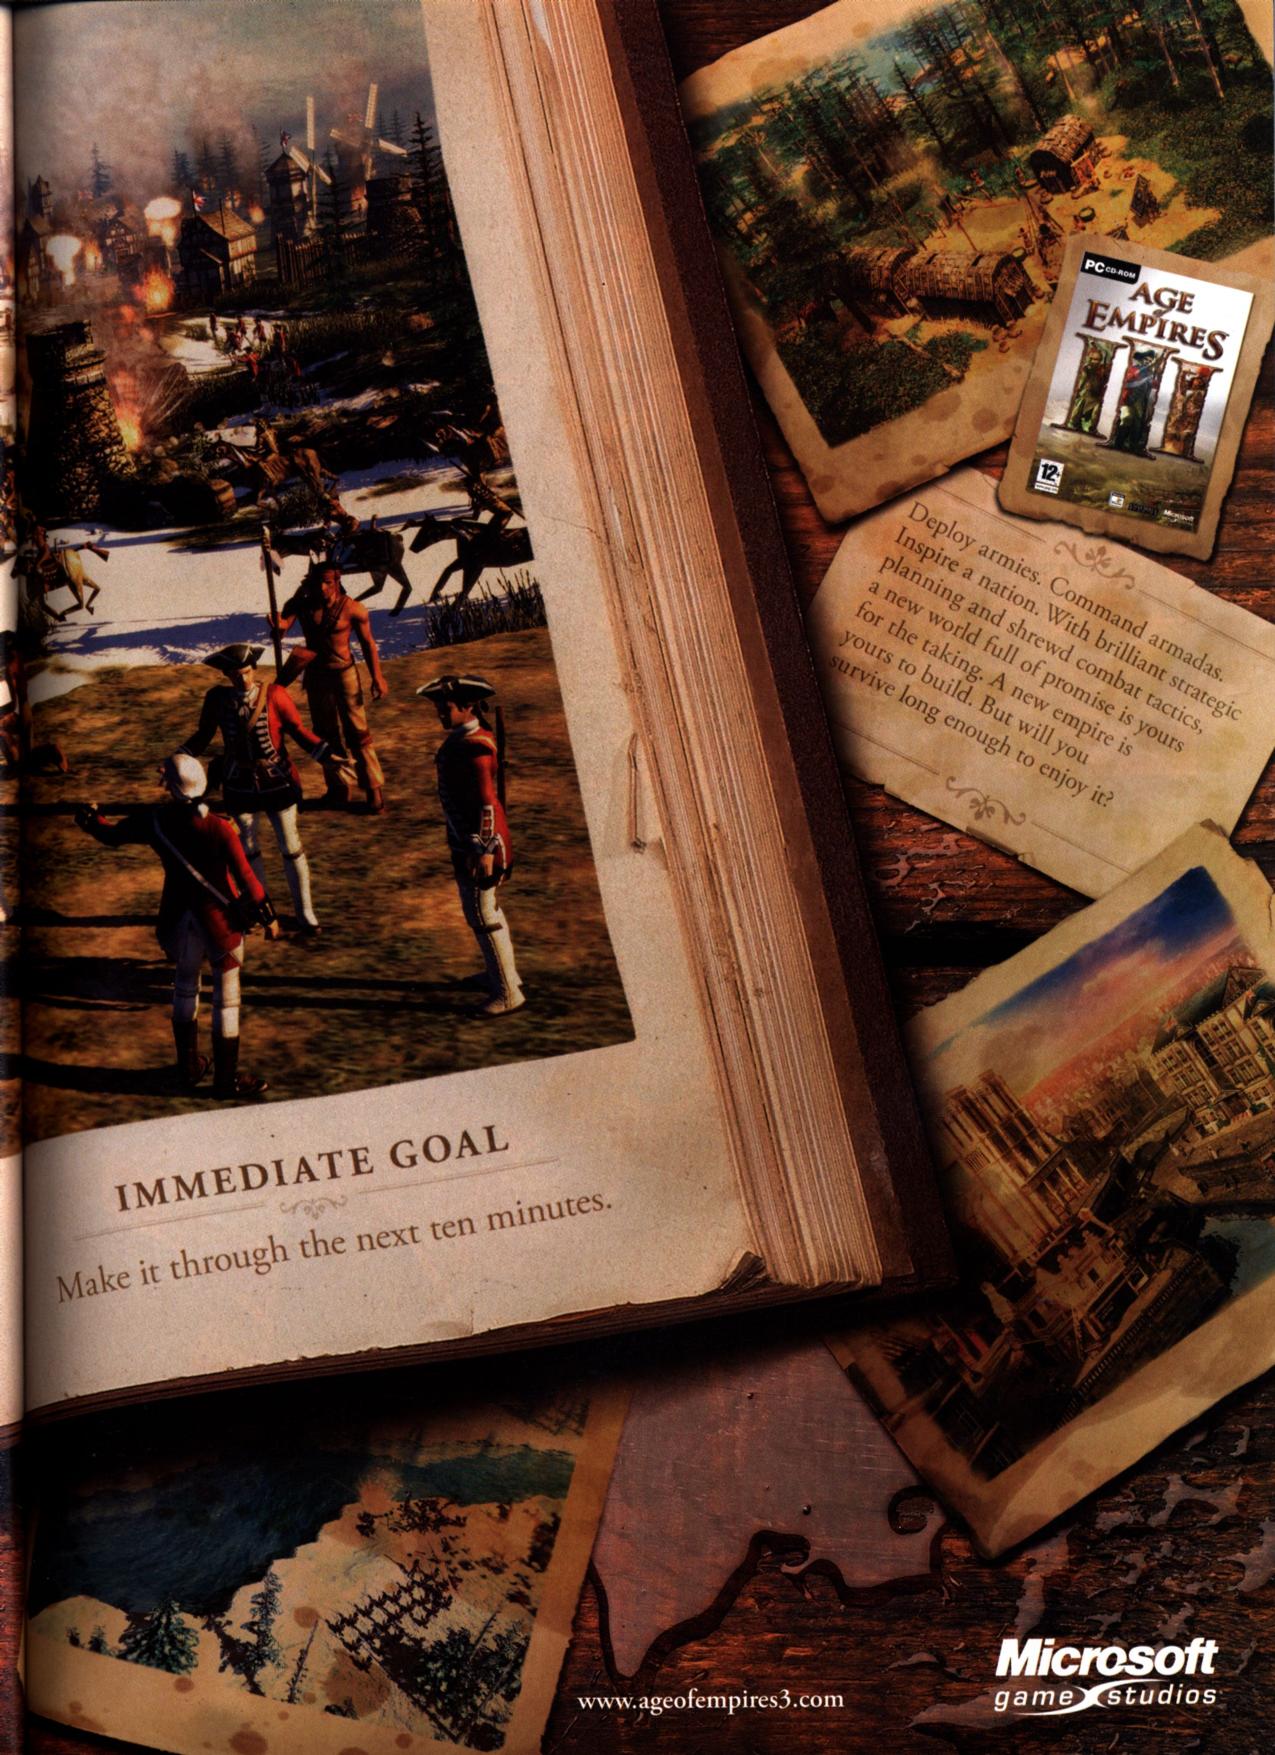 PC CD-ROM
AGE
of
EMPIRES
III
12+
Microsoft
Deploy armies. Command armadas.
Inspire a nation. With brilliant strategic
planning and shrewd combat tactics,
a new world full of promise is yours
for the taking. A new empire is
yours to build. But will you
survive long enough to enjoy it?
IMMEDIATE GOAL
Make it through the next ten minutes.
www.ageofempires3.com
Microsoft
game studios